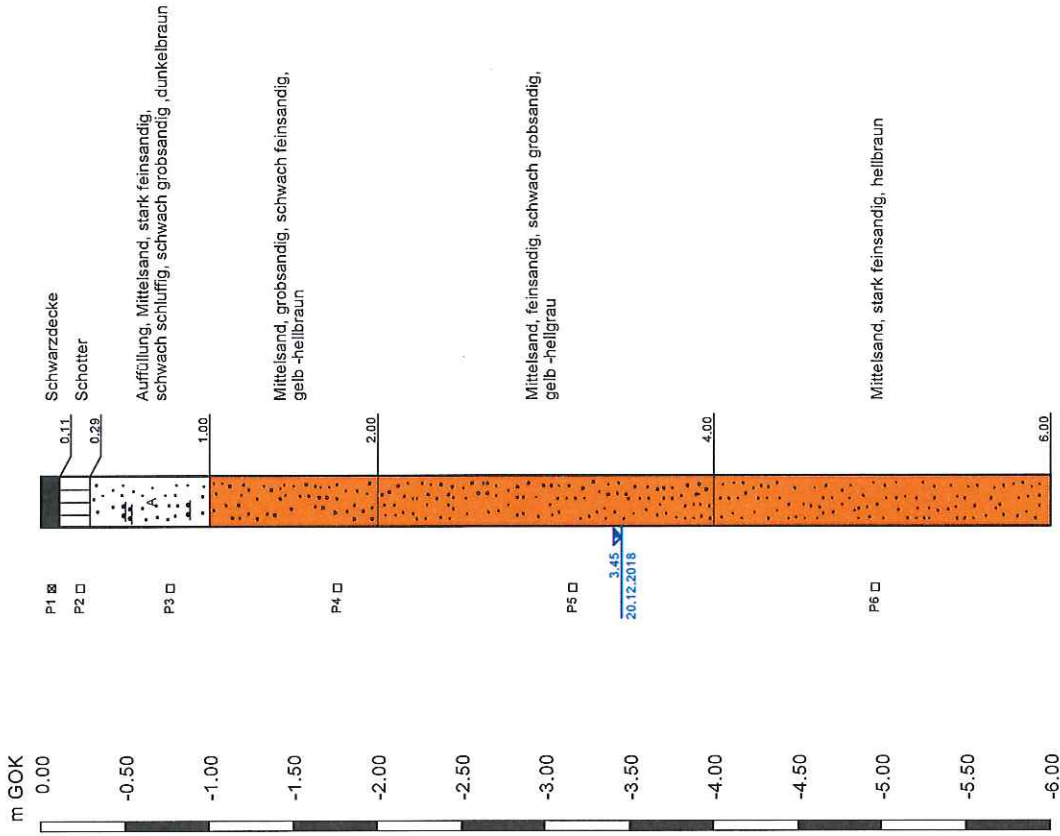 m GOK
0.00
-0.50
-1.00
-1.50
-2.00
-2.50
-3.00
-3.50
-4.00
-4.50
-5.00
-5.50
-6.00
P1
P2
P3
P4
P5
3.45
20.12.2018
P6
A
0.11
0.29
1.00
2.00
4.00
6.00
Schwarzdecke
Schotter
Auffüllung, Mittelsand, stark feinsandig,
schwach schluffig, schwach grobsandig ,dunkelbraun
Mittelsand, grobsandig, schwach feinsandig,
gelb -hellbraun
Mittelsand, feinsandig, schwach grobsandig,
gelb -hellgrau
Mittelsand, stark feinsandig, hellbraun